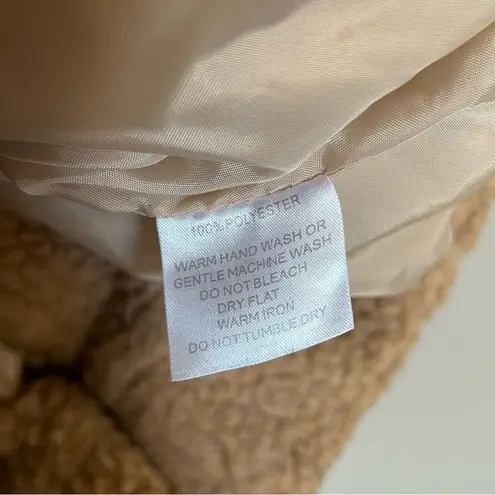 100% POLYESTER
WARM HAND WASH OR
GENTLE MACHINE WASH
DO NOT BLEACH
DRY FLAT
WARM IRON
DO NOT TUMBLE DRY